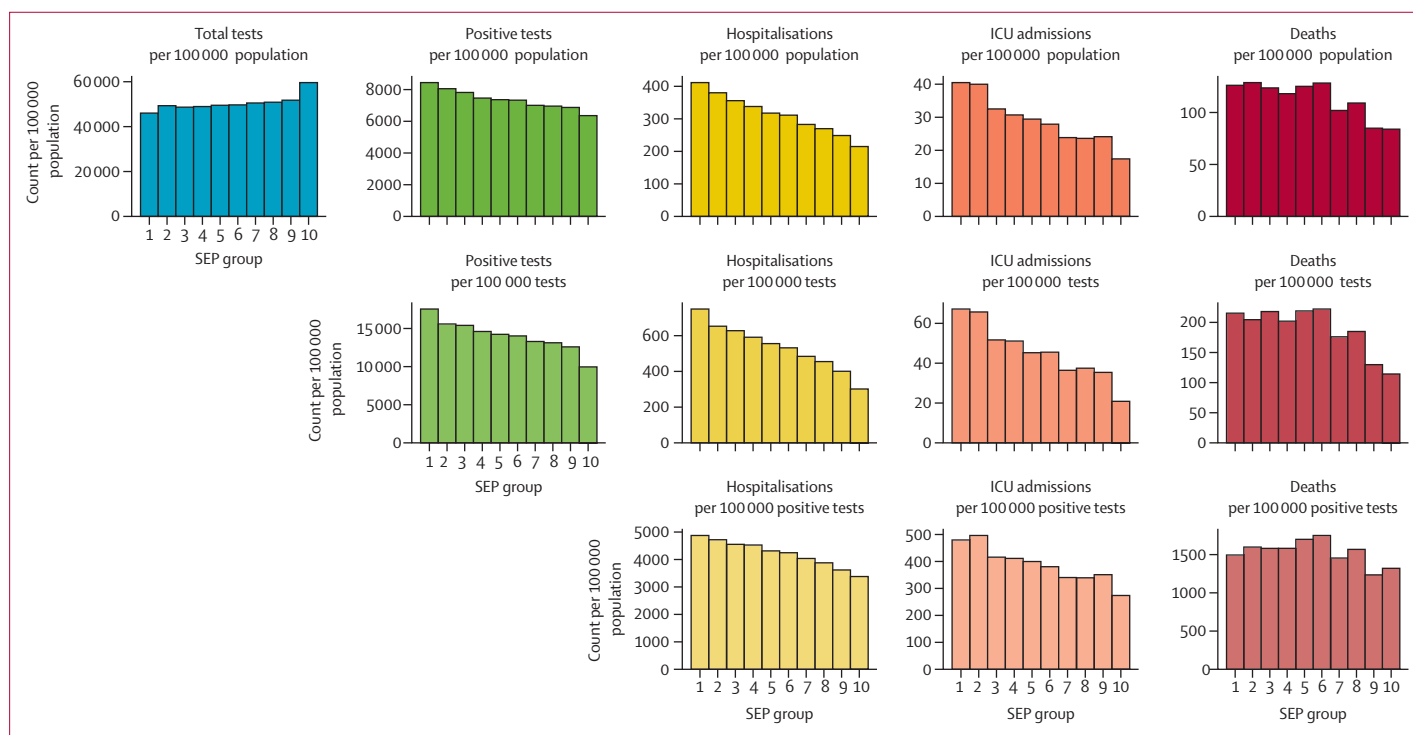 Total tests
per 100 000 population
Positive tests
per 100 000 population
Hospitalisations
per 100 000 population
ICU admissions
per 100 000 population
Deaths
per 100 000 population
Count per 100 000
population
60 000
40 000
20 000
0
1 2 3 4 5 6 7 8 9 10
SEP group
8000
6000
4000
2000
0
400
300
200
100
0
40
30
20
10
0
100
50
0
Positive tests
per 100 000 tests
Hospitalisations
per 100 000 tests
ICU admissions
per 100 000 tests
Deaths
per 100 000 tests
Count per 100 000
population
15 000
10 000
5000
0
1 2 3 4 5 6 7 8 9 10
SEP group
600
400
200
0
60
40
20
0
200
150
100
50
0
Hospitalisations
per 100 000 positive tests
ICU admissions
per 100 000 positive tests
Deaths
per 100 000 positive tests
Count per 100 000
population
5000
4000
3000
2000
1000
0
1 2 3 4 5 6 7 8 9 10
SEP group
500
400
300
200
100
0
1 2 3 4 5 6 7 8 9 10
SEP group
1500
1000
500
0
1 2 3 4 5 6 7 8 9 10
SEP group